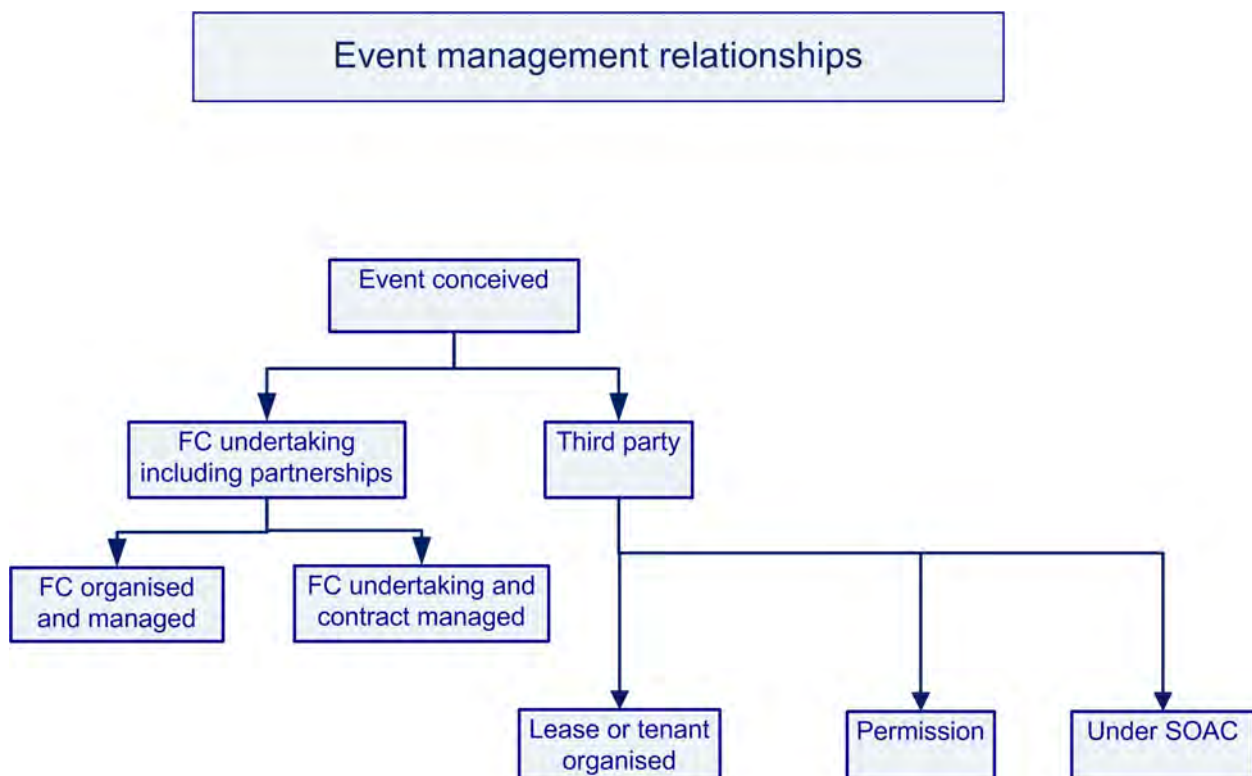 Event management relationships
Event conceived
FC undertaking
including partnerships
Third party
FC organised
and managed
FC undertaking and
contract managed
Lease or tenant
organised
Permission
Under SOAC